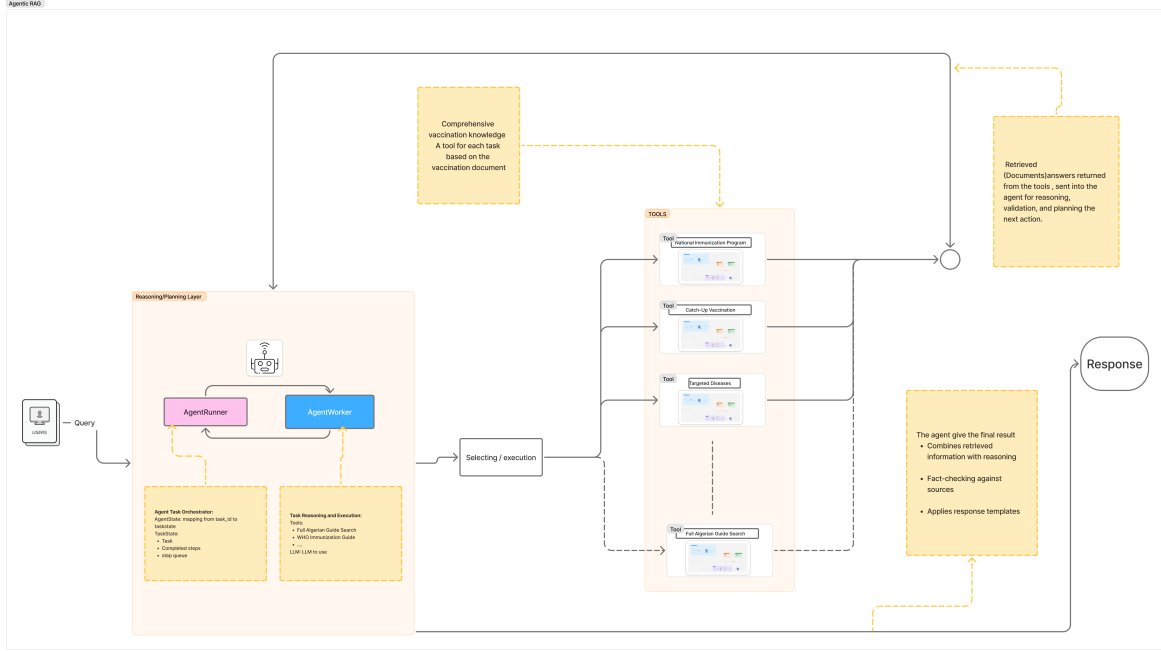 Agentic RAG
Comprehensive
vaccination knowledge
A tool for each task
based on the
vaccination document
Retrieved
(Documents)answers returned
from the tools , sent into the
agent for reasoning,
validation, and planning the
next action.
TOOLS
Tool
National Immunization Program
Tool
Catch-Up Vaccination
Tool
Targeted Diseases
Tool
Full Algerian Guide Search
Reasoning/Planning Layer
AgentRunner
AgentWorker
USERS
Query
Selecting / execution
Response
Agent Task Orchestrator:
AgentState: mapping from task_id to
taskstate
TaskState:
• Task
• Completed steps
• step queue
Task Reasoning and Execution:
Tools:
• Full Algerian Guide Search
• WHO Immunization Guide
• ...
LLM: LLM to use
The agent give the final result
• Combines retrieved
information with reasoning
• Fact-checking against
sources
• Applies response templates